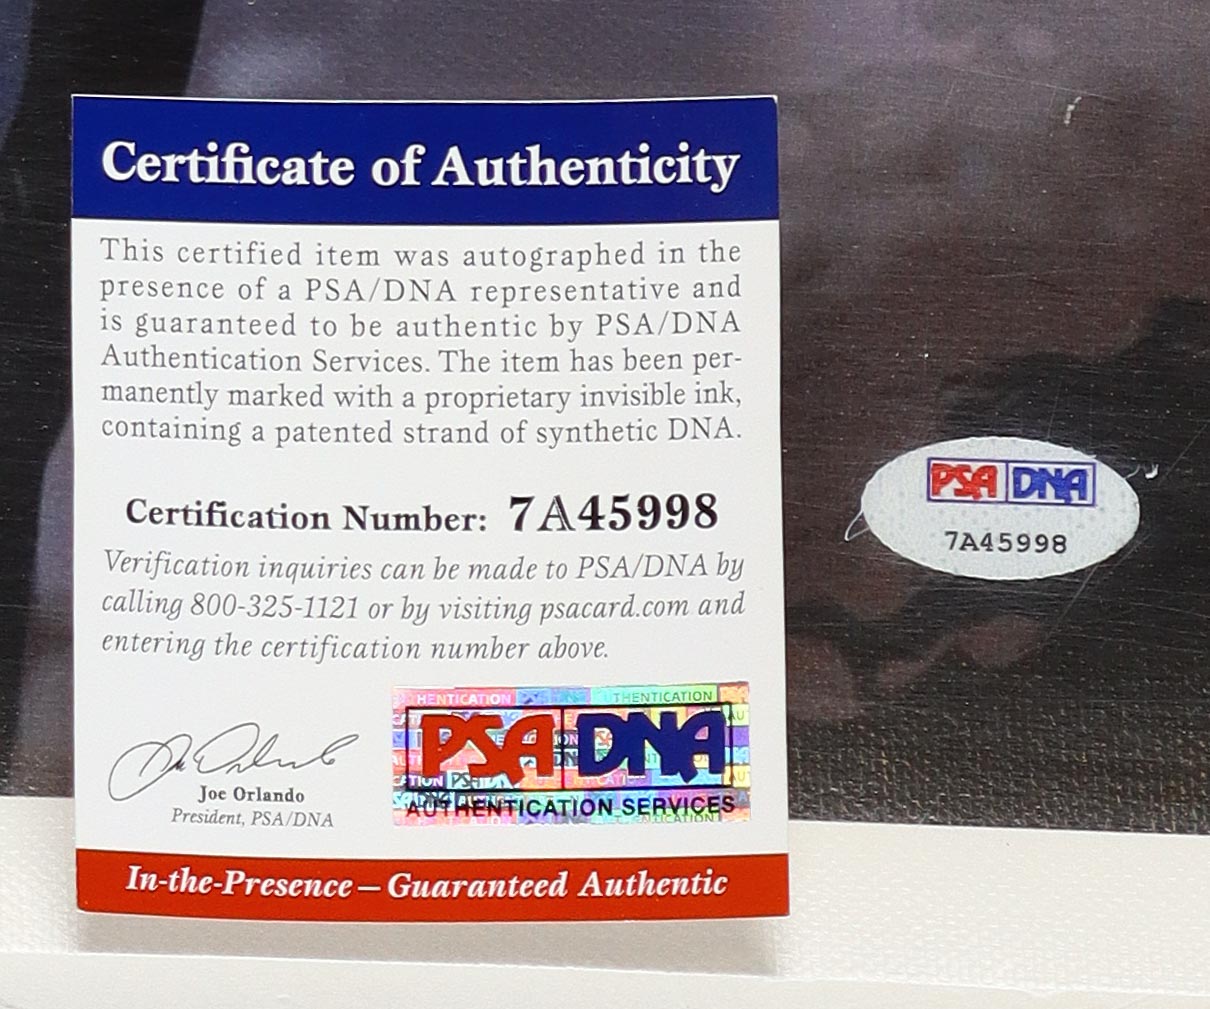 Certificate of Authenticity
This certified item was autographed in the
presence of a PSA/DNA representative and
is guaranteed to be authentic by PSA/DNA
Authentication Services. The item has been per-
manently marked with a proprietary invisible ink,
containing a patented strand of synthetic DNA.
Certification Number: 7A45998
Verification inquiries can be made to PSA/DNA by
calling 800-325-1121 or by visiting psacard.com and
entering the certification number above.
Joe Orlando
President, PSA/DNA
HENTICATION
THENTICATION
PSA DNA
AUTHENTICATION SERVICES
In-the-Presence – Guaranteed Authentic
PSA DNA
7A45998